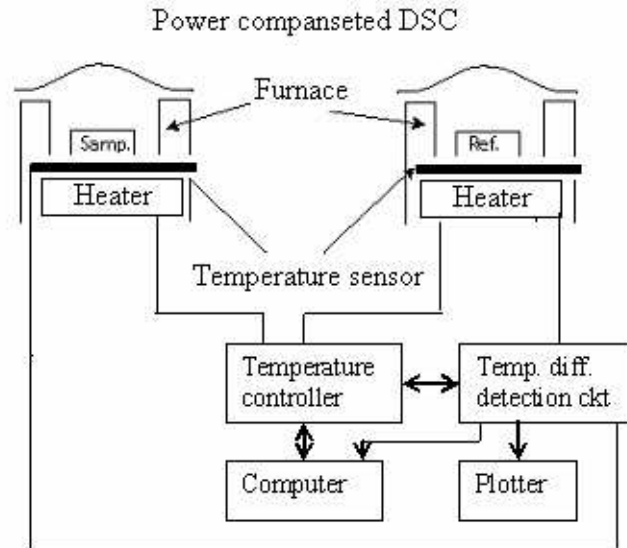 Power companseted DSC
Furnace
Samp.
Ref.
Heater
Heater
Temperature sensor
Temperature
controller
Temp. diff.
detection ckt
Computer
Plotter